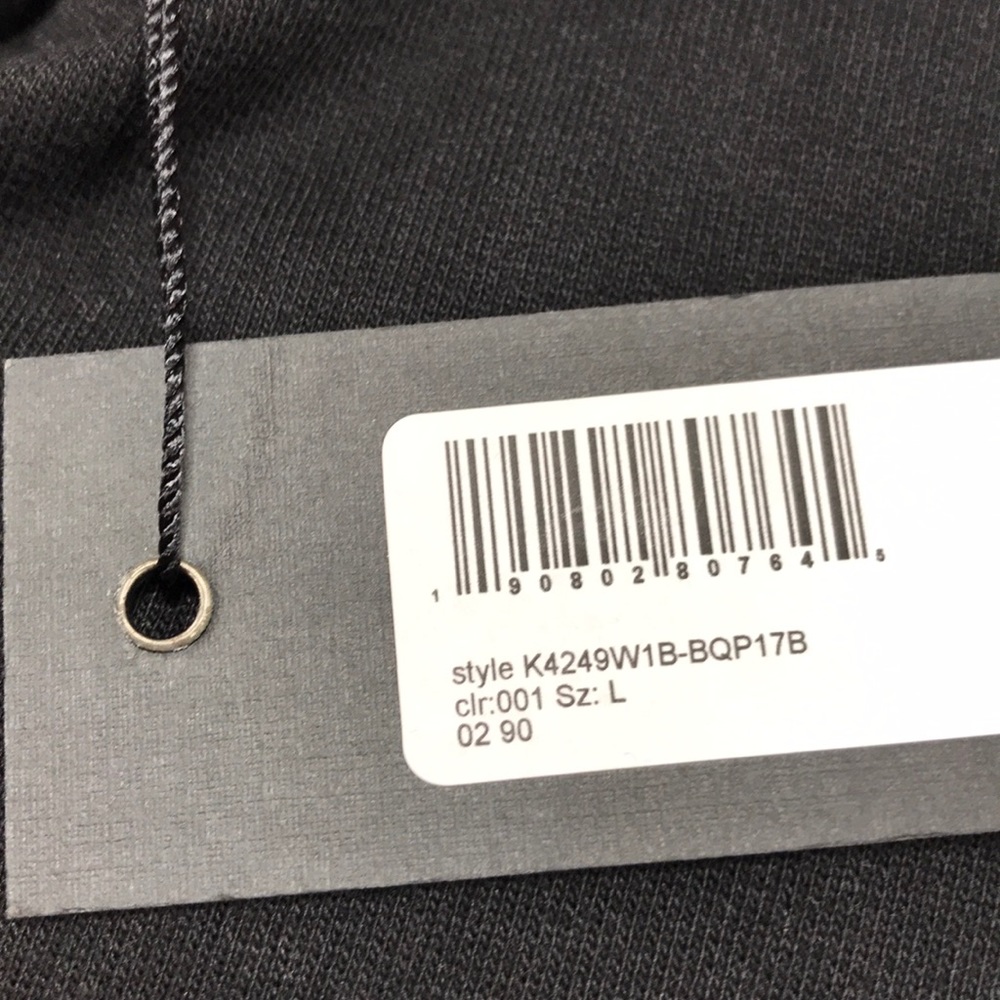 1 90802 80764 5
style K4249W1B-BQP17B
clr:001 Sz: L
02 90